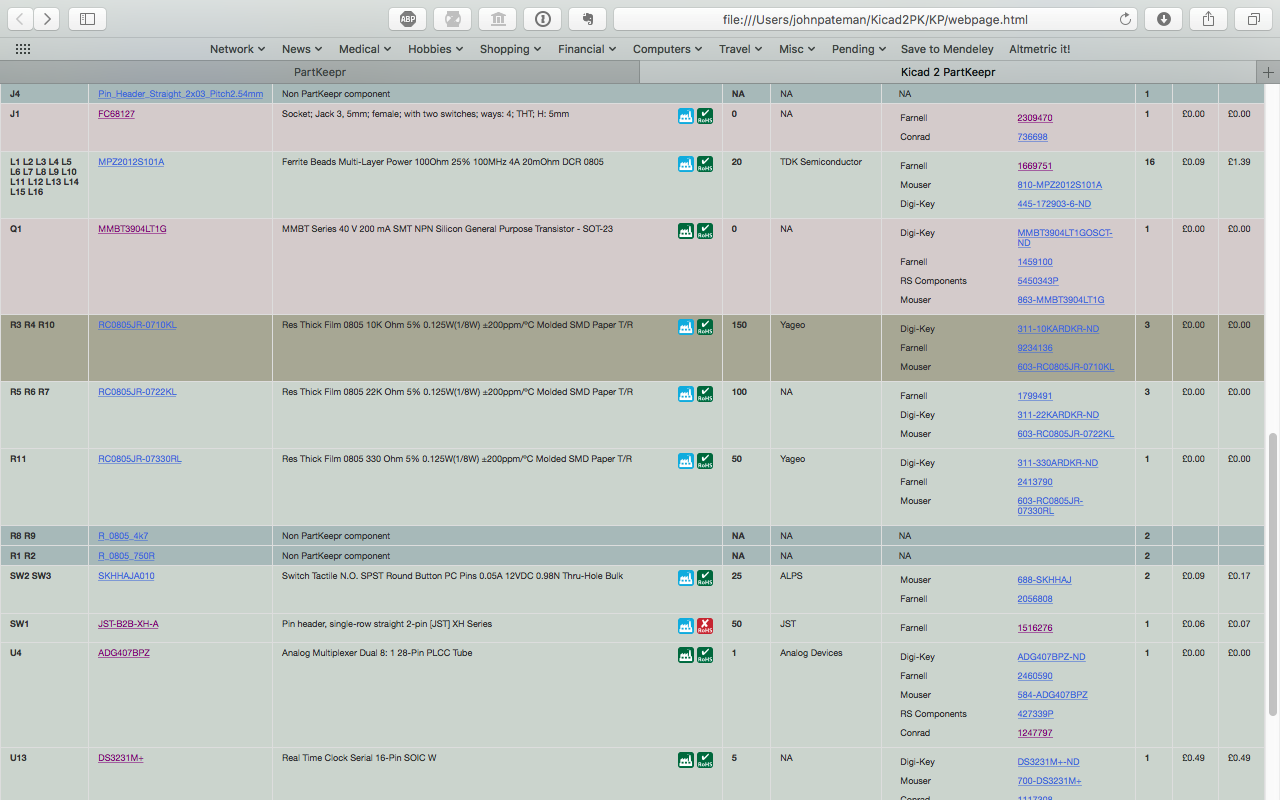 ABP
file:///Users/johnpateman/Kicad2PK/KP/webpage.html
Network News Medical Hobbies Shopping Financial Computers Travel Misc Pending Save to Mendeley Altmetric it!
PartKeepr Kicad 2 PartKeepr
J4 Pin_Header_Straight_2x03_Pitch2.54mm Non PartKeepr component NA NA NA 1
J1 FC68127 Socket; Jack 3, 5mm; female; with two switches; ways: 4; THT; H: 5mm RoHS 0 NA Farnell 2309470 1 £0.00 £0.00
Conrad 736698
L1 L2 L3 L4 L5 MPZ2012S101A Ferrite Beads Multi-Layer Power 100Ohm 25% 100MHz 4A 20mOhm DCR 0805 RoHS 20 TDK Semiconductor Farnell 1669751 16 £0.09 £1.39
L6 L7 L8 L9 L10
L11 L12 L13 L14 Mouser 810-MPZ2012S101A
L15 L16
Digi-Key 445-172903-6-ND
Q1 MMBT3904LT1G MMBT Series 40 V 200 mA SMT NPN Silicon General Purpose Transistor - SOT-23 RoHS 0 NA Digi-Key MMBT3904LT1GOSCT- 1 £0.00 £0.00
ND
Farnell 1459100
RS Components 5450343P
Mouser 863-MMBT3904LT1G
R3 R4 R10 RC0805JR-0710KL Res Thick Film 0805 10K Ohm 5% 0.125W(1/8W) ±200ppm/ºC Molded SMD Paper T/R RoHS 150 Yageo Digi-Key 311-10KARDKR-ND 3 £0.00 £0.00
Farnell 9234136
Mouser 603-RC0805JR-0710KL
R5 R6 R7 RC0805JR-0722KL Res Thick Film 0805 22K Ohm 5% 0.125W(1/8W) ±200ppm/ºC Molded SMD Paper T/R RoHS 100 NA Farnell 1799491 3 £0.00 £0.00
Digi-Key 311-22KARDKR-ND
Mouser 603-RC0805JR-0722KL
R11 RC0805JR-07330RL Res Thick Film 0805 330 Ohm 5% 0.125W(1/8W) ±200ppm/ºC Molded SMD Paper T/R RoHS 50 Yageo Digi-Key 311-330ARDKR-ND 1 £0.00 £0.00
Farnell 2413790
Mouser 603-RC0805JR-
07330RL
R8 R9 R_0805_4k7 Non PartKeepr component NA NA NA 2
R1 R2 R_0805_750R Non PartKeepr component NA NA NA 2
SW2 SW3 SKHHAJA010 Switch Tactile N.O. SPST Round Button PC Pins 0.05A 12VDC 0.98N Thru-Hole Bulk RoHS 25 ALPS Mouser 688-SKHHAJ 2 £0.09 £0.17
Farnell 2056808
SW1 JST-B2B-XH-A Pin header, single-row straight 2-pin [JST] XH Series RoHS 50 JST Farnell 1516276 1 £0.06 £0.07
U4 ADG407BPZ Analog Multiplexer Dual 8: 1 28-Pin PLCC Tube RoHS 1 Analog Devices Digi-Key ADG407BPZ-ND 1 £0.00 £0.00
Farnell 2460590
Mouser 584-ADG407BPZ
RS Components 427339P
Conrad 1247797
U13 DS3231M+ Real Time Clock Serial 16-Pin SOIC W RoHS 5 NA Digi-Key DS3231M+-ND 1 £0.49 £0.49
Mouser 700-DS3231M+
Conrad 1117308